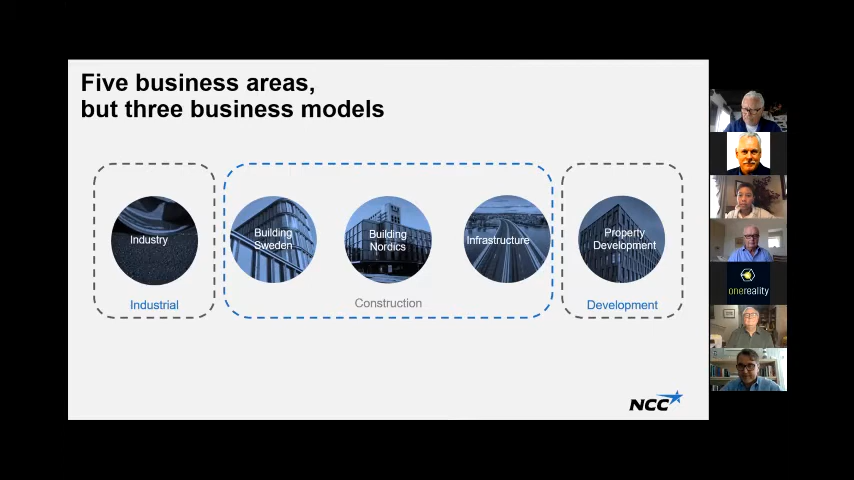 Five business areas,
but three business models
Industry
Building
Sweden
Building
Nordics
Infrastructure
Property
Development
Industrial
Construction
Development
NCC
onereality